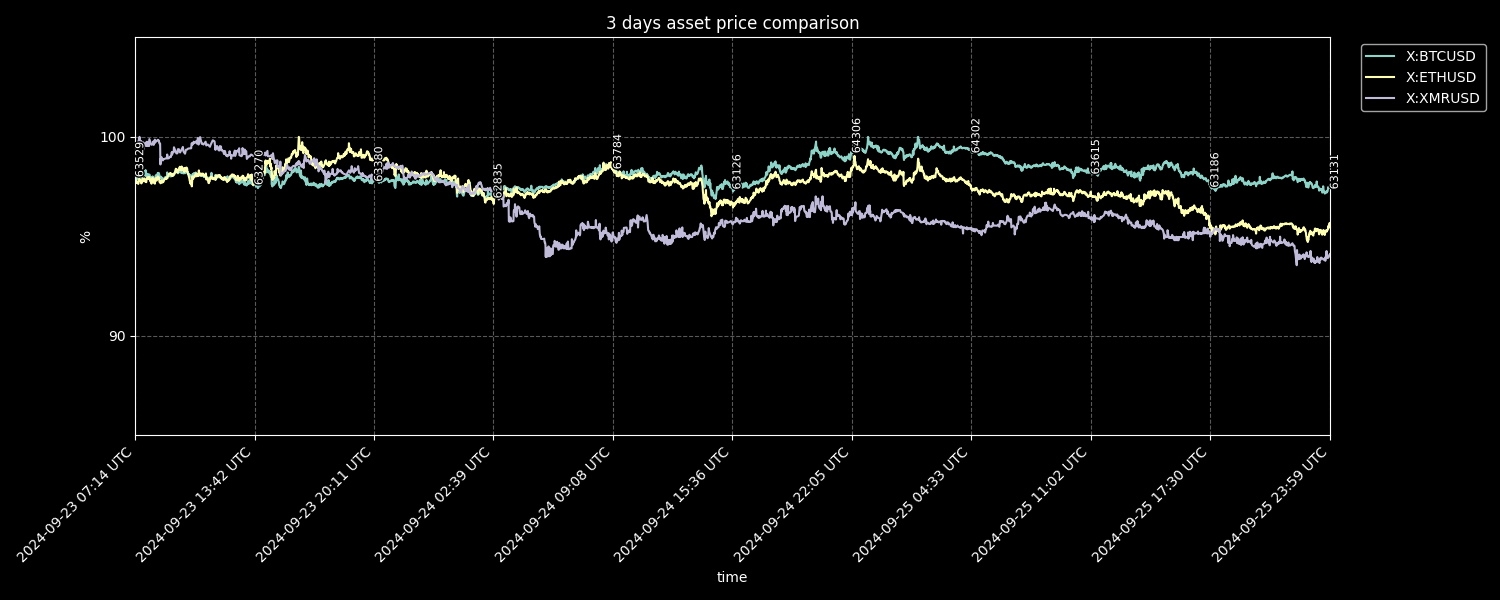 3 days asset price comparison
X:BTCUSD
X:ETHUSD
X:XMRUSD
%
100
90
63529
63270
63380
62835
63784
63126
64306
64302
63615
63186
63131
2024-09-23 07:14 UTC
2024-09-23 13:42 UTC
2024-09-23 20:11 UTC
2024-09-24 02:39 UTC
2024-09-24 09:08 UTC
2024-09-24 15:36 UTC
2024-09-24 22:05 UTC
2024-09-25 04:33 UTC
2024-09-25 11:02 UTC
2024-09-25 17:30 UTC
2024-09-25 23:59 UTC
time